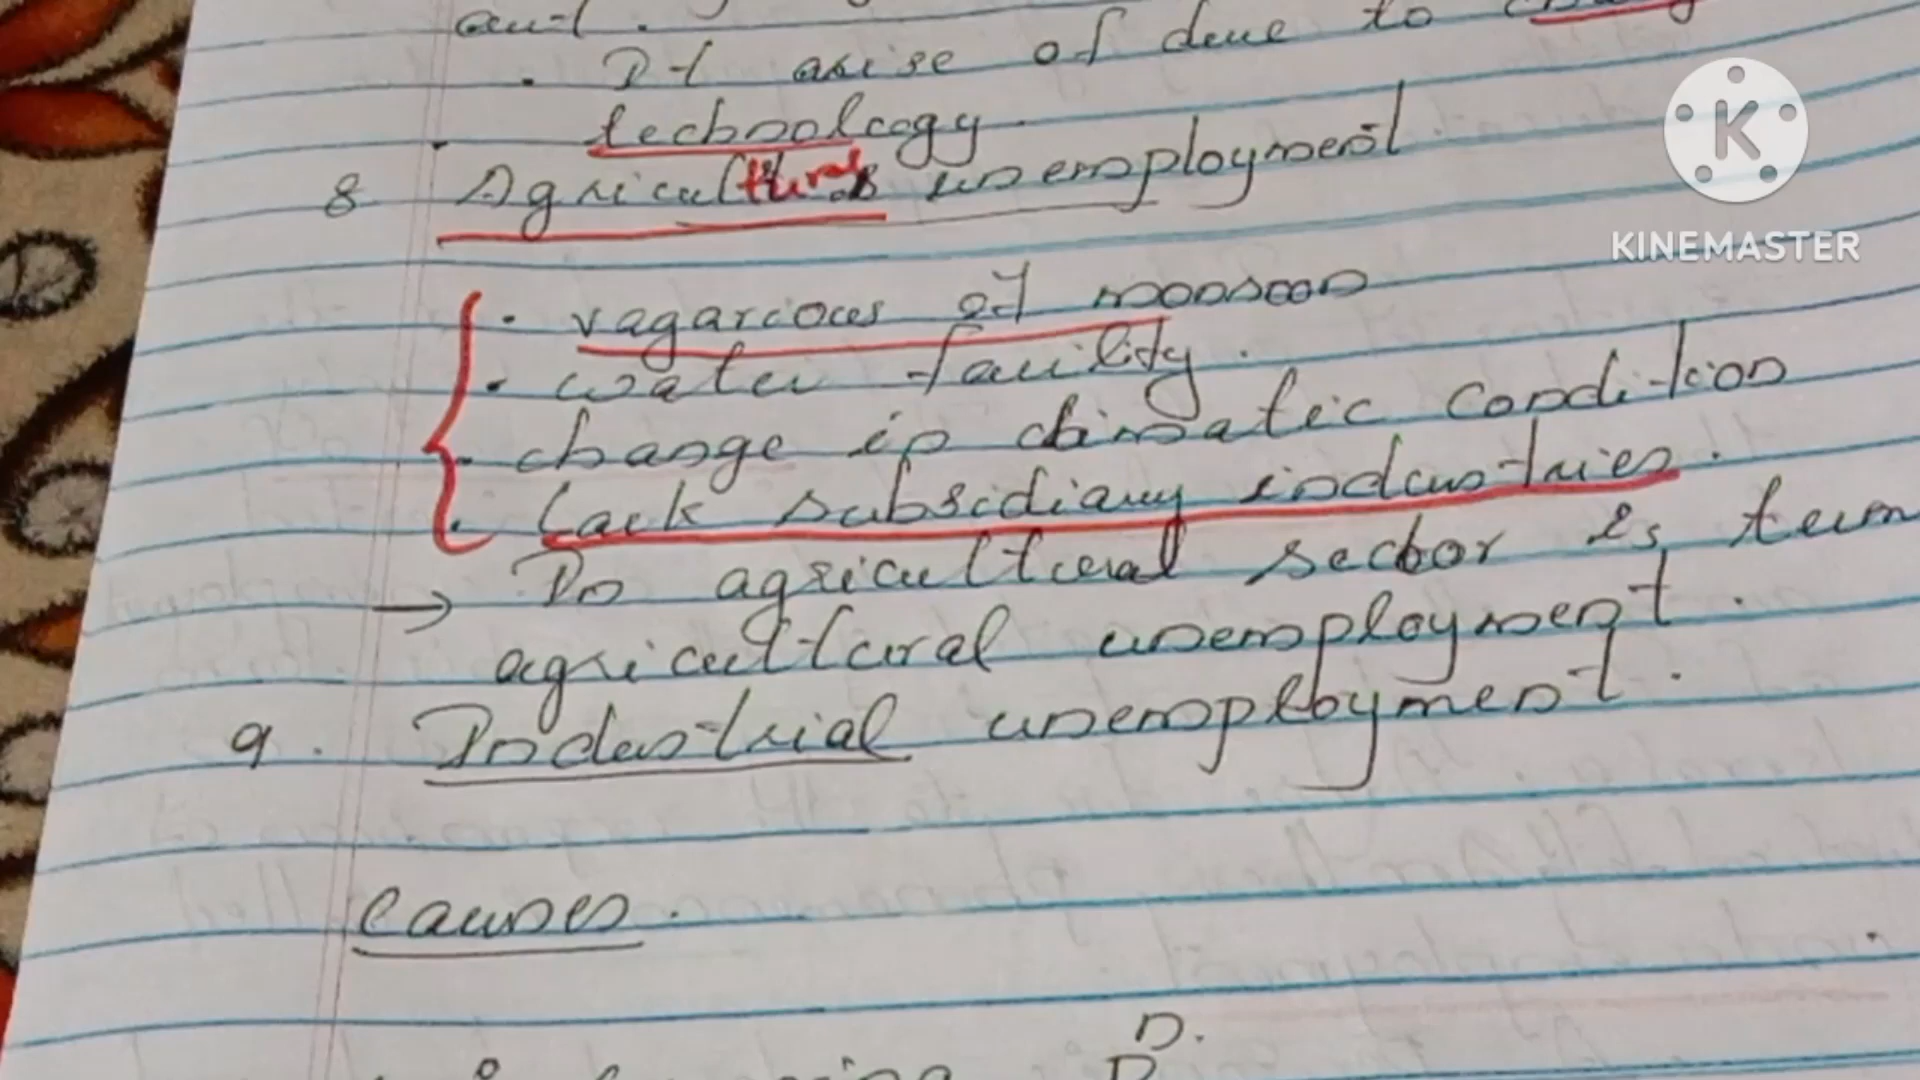 . It arise of due to
technology.
8 Agricultural unemployment
. vagarious of monsoon
. water facility.
. change in climatic condition
. Lack subsidiary industries.
→ In agricultural sector is term
agricultural unemployment.
9. Industrial unemployment.
Causes.
D.
KINEMASTER